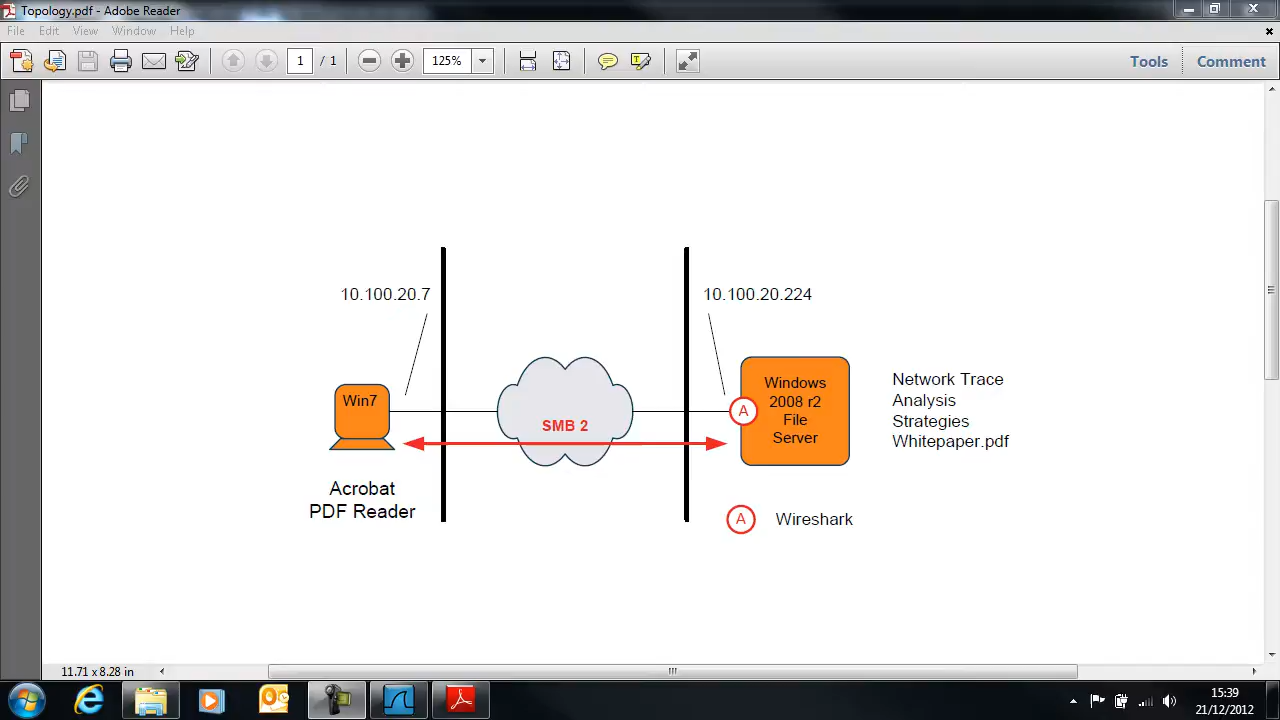 Topology.pdf - Adobe Reader
File Edit View Window Help
1 / 1 125% Tools Comment
10.100.20.7
10.100.20.224
Win7
SMB 2
A
Windows
2008 r2
File
Server
Network Trace
Analysis
Strategies
Whitepaper.pdf
Acrobat
PDF Reader
A Wireshark
11.71 x 8.28 in
15:39
21/12/2012